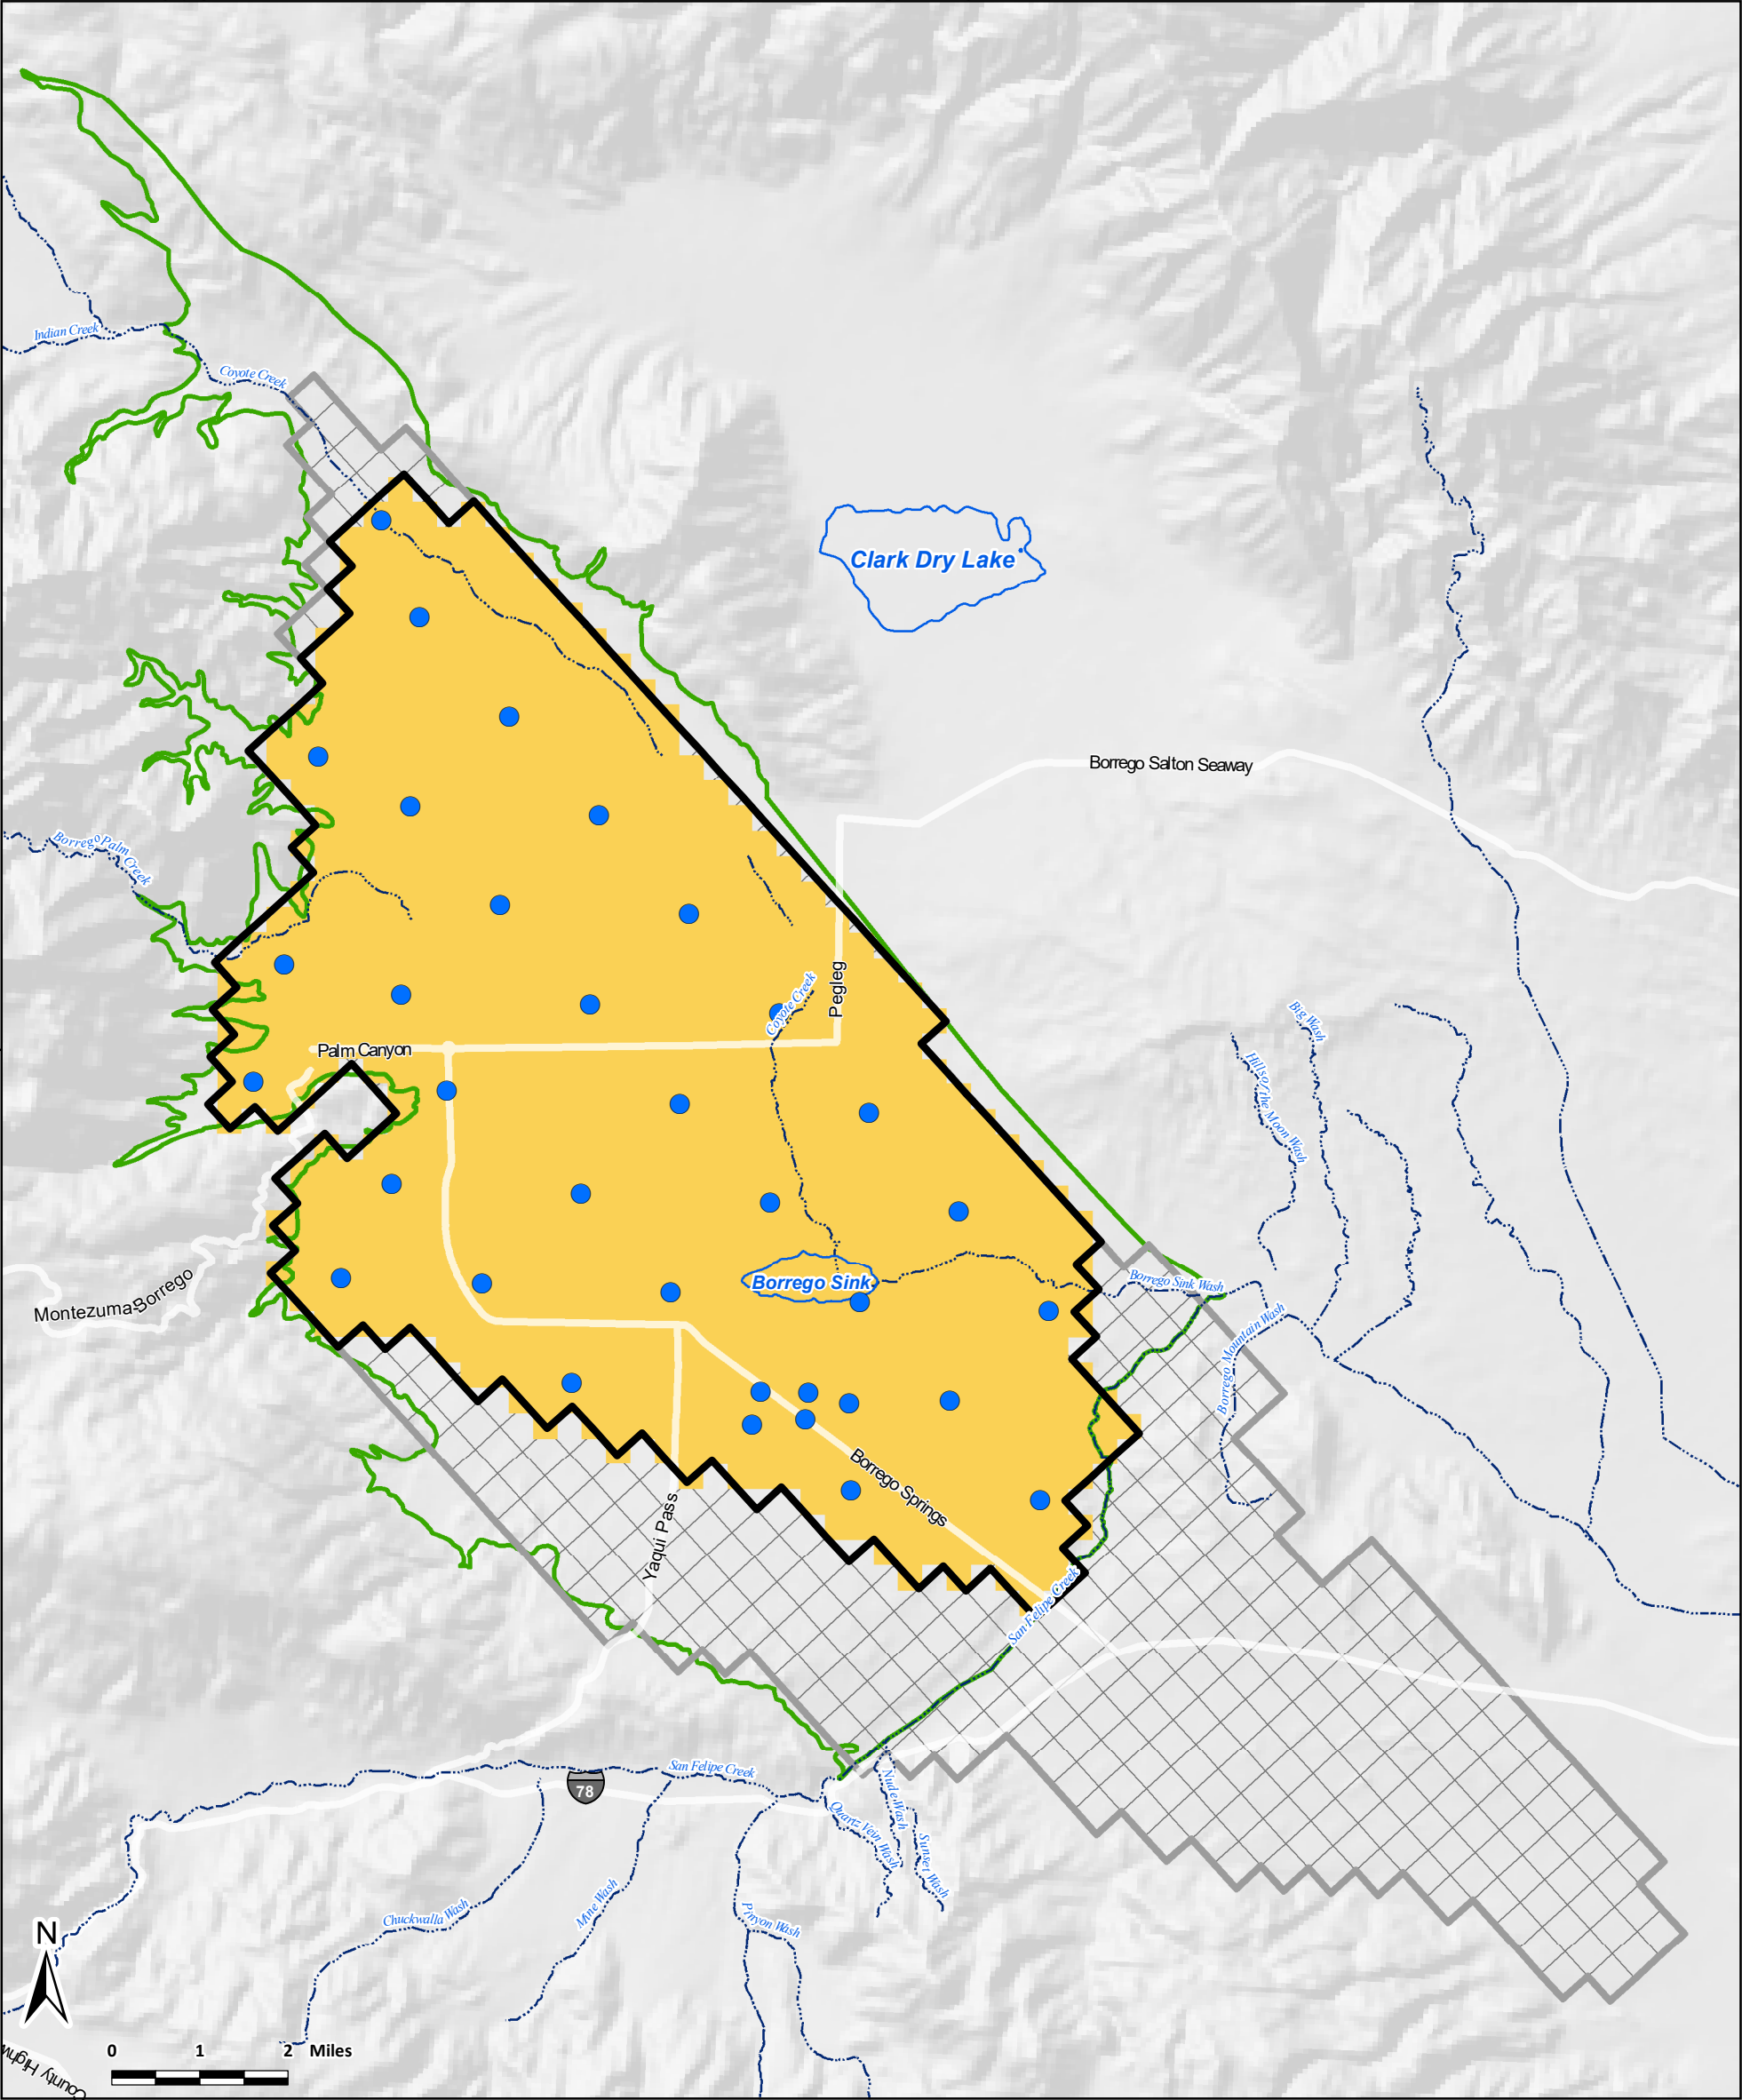 Indian Creek
Coyote Creek
Clark Dry Lake
Borrego Salton Seaway
Borrego Palm Creek
Pegleg
Coyote Creek
Big Wash
Hills of the Moon Wash
Palm Canyon
Borrego Sink
Borrego Sink Wash
Montezuma-Borrego
Borrego Mountain Wash
Borrego Springs
Yaqui Pass
San Felipe Creek
San Felipe Creek
78
Nude Wash
Quartz Vein Wash
Sunset Wash
Chuckwalla Wash
Mine Wash
Pinyon Wash
N
0 1 2 Miles
County Highw